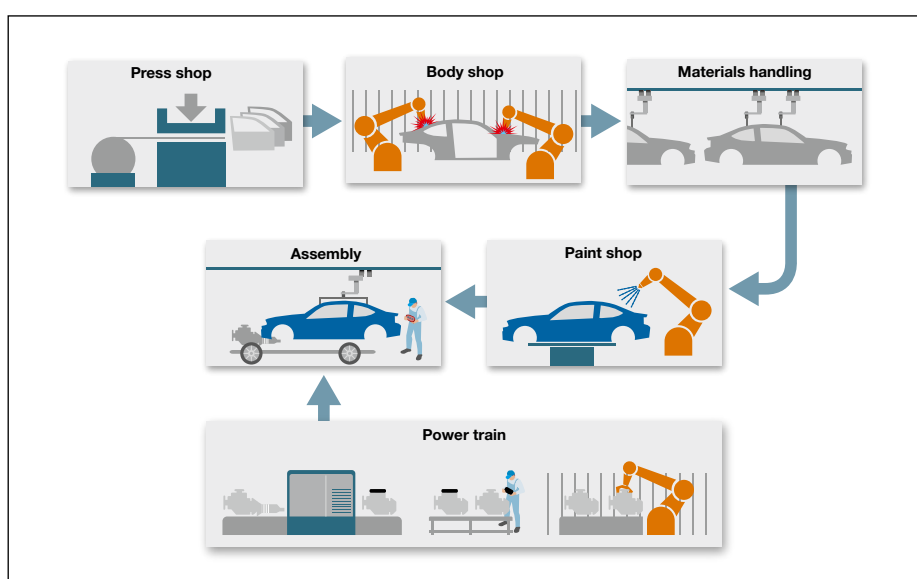 Press shop
Body shop
Materials handling
Assembly
Paint shop
Power train